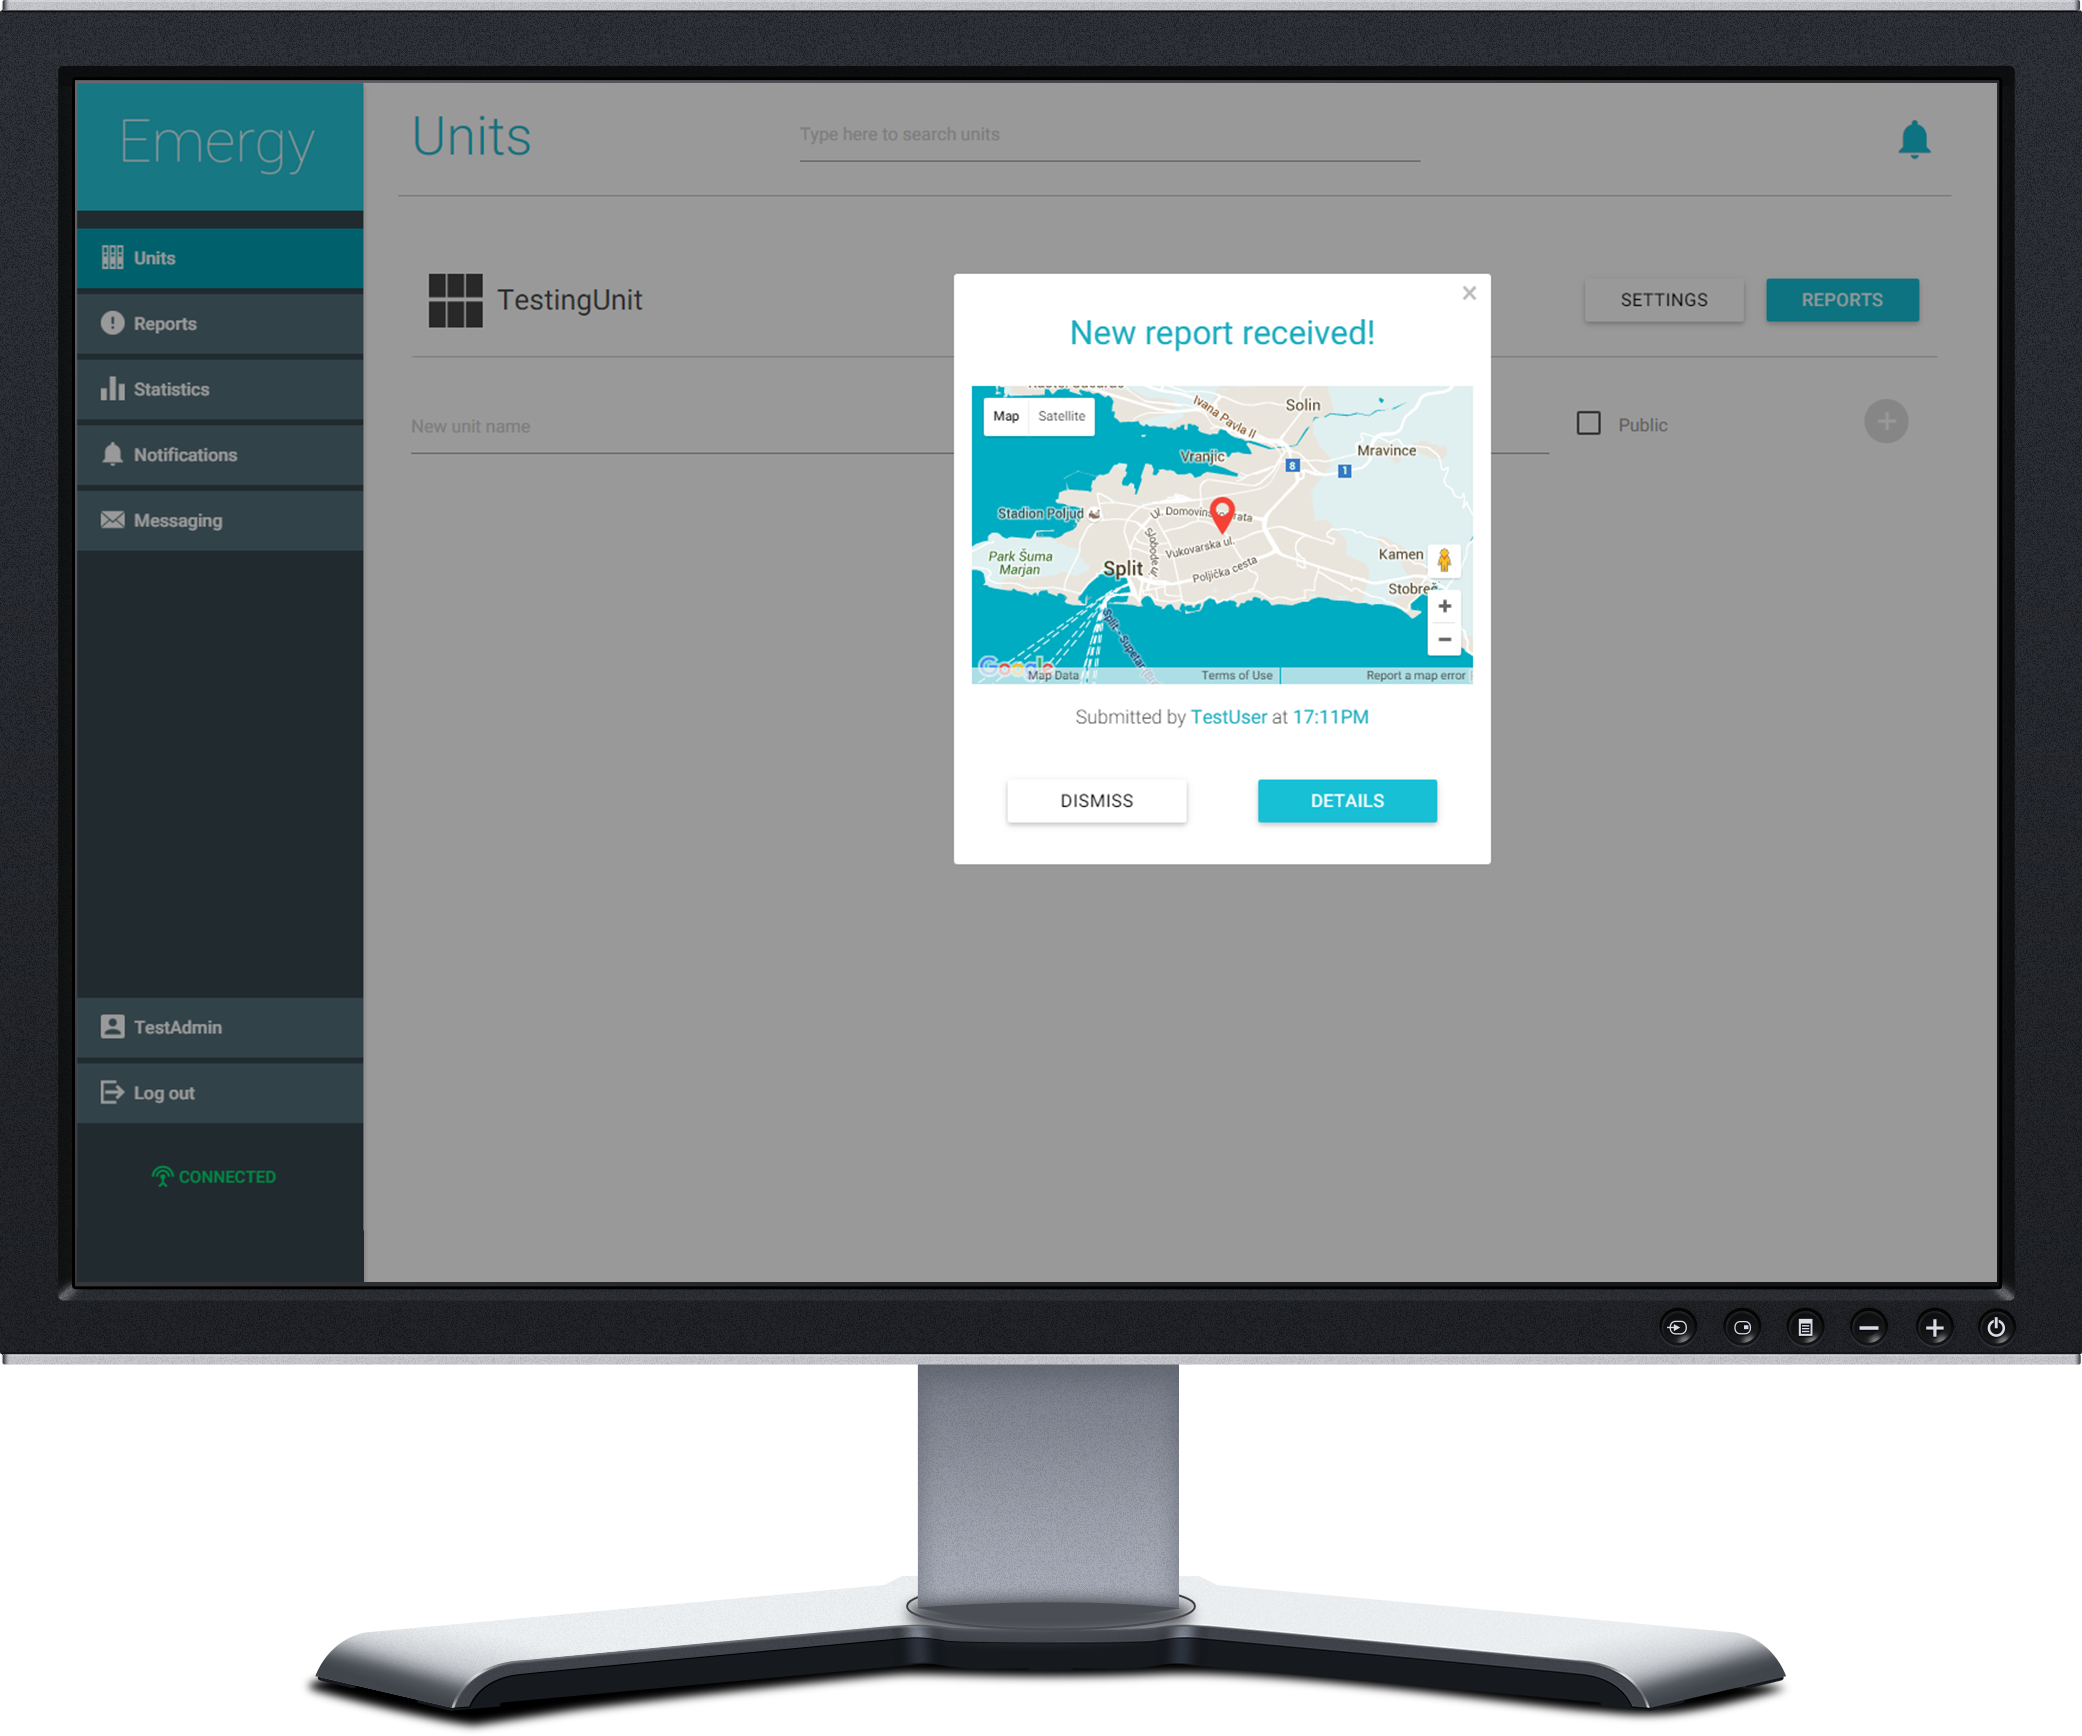 Emergy
Units
Type here to search units
Units
Reports
Statistics
Notifications
Messaging
TestingUnit
SETTINGS
REPORTS
New unit name
Public
×
New report received!
Map
Satellite
Solin
Ivana Pavla II
Mravince
Vranjic
8
1
Stadion Poljud
Ul. Domovinskog rata
Vukovarska ul.
Poljička cesta
Park Šuma
Marjan
Split
Kamen
Stobreč
Split - Supetar
Google
Map Data
Terms of Use
Report a map error
Submitted by TestUser at 17:11PM
DISMISS
DETAILS
TestAdmin
Log out
CONNECTED